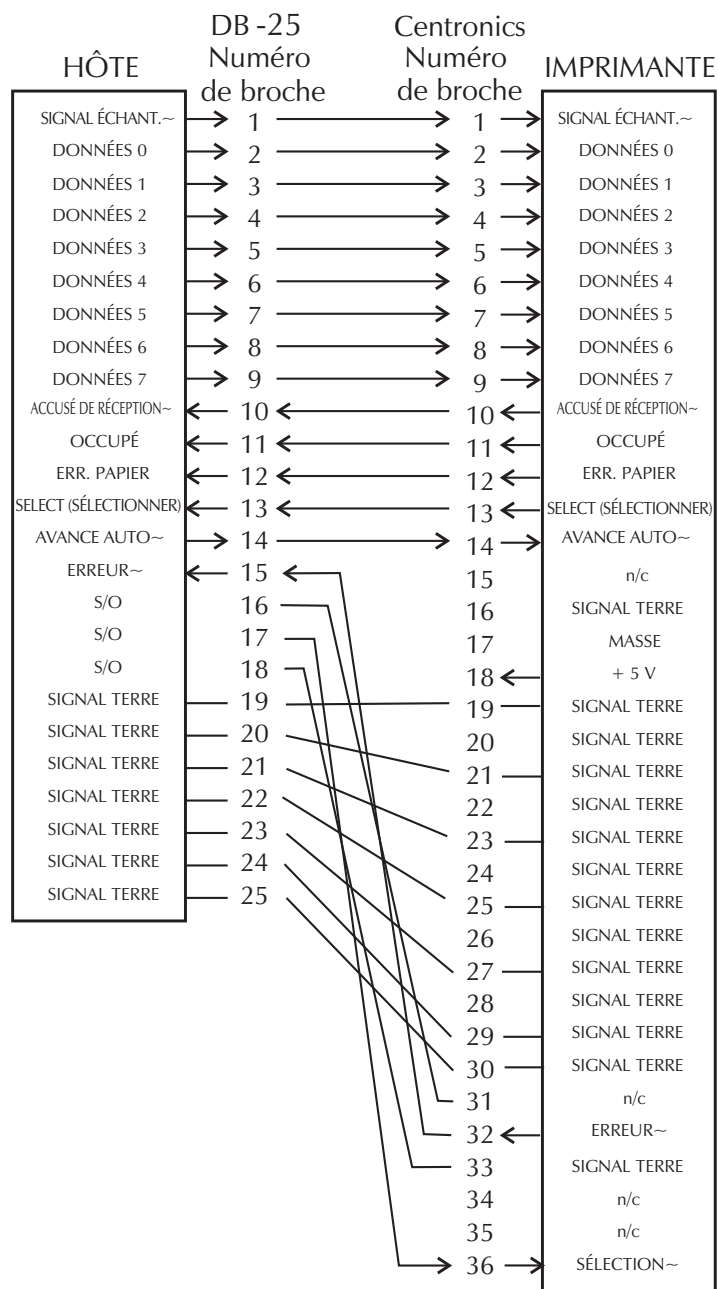 DB -25 Centronics
HÔTE Numéro Numéro IMPRIMANTE
de broche de broche
SIGNAL ÉCHANT.~ 1 1 SIGNAL ÉCHANT.~
DONNÉES 0 2 2 DONNÉES 0
DONNÉES 1 3 3 DONNÉES 1
DONNÉES 2 4 4 DONNÉES 2
DONNÉES 3 5 5 DONNÉES 3
DONNÉES 4 6 6 DONNÉES 4
DONNÉES 5 7 7 DONNÉES 5
DONNÉES 6 8 8 DONNÉES 6
DONNÉES 7 9 9 DONNÉES 7
ACCUSÉ DE RÉCEPTION~ 10 10 ACCUSÉ DE RÉCEPTION~
OCCUPÉ 11 11 OCCUPÉ
ERR. PAPIER 12 12 ERR. PAPIER
SELECT (SÉLECTIONNER) 13 13 SELECT (SÉLECTIONNER)
AVANCE AUTO~ 14 14 AVANCE AUTO~
ERREUR~ 15 15 n/c
S/O 16 16 SIGNAL TERRE
S/O 17 17 MASSE
S/O 18 18 + 5 V
SIGNAL TERRE 19 19 SIGNAL TERRE
SIGNAL TERRE 20 20 SIGNAL TERRE
SIGNAL TERRE 21 21 SIGNAL TERRE
SIGNAL TERRE 22 22 SIGNAL TERRE
SIGNAL TERRE 23 23 SIGNAL TERRE
SIGNAL TERRE 24 24 SIGNAL TERRE
SIGNAL TERRE 25 25 SIGNAL TERRE
26 SIGNAL TERRE
27 SIGNAL TERRE
28 SIGNAL TERRE
29 SIGNAL TERRE
30 SIGNAL TERRE
31 n/c
32 ERREUR~
33 SIGNAL TERRE
34 n/c
35 n/c
36 SÉLECTION~